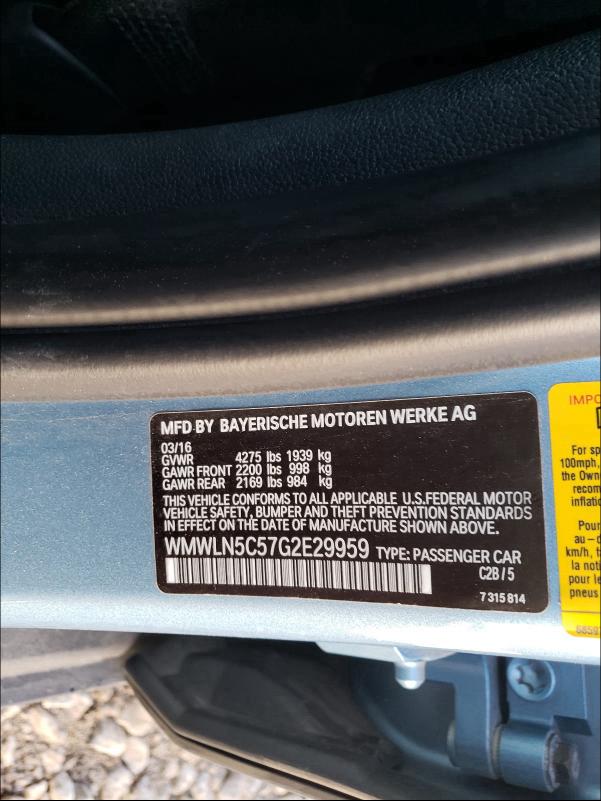 MFD BY BAYERISCHE MOTOREN WERKE AG
03/16
GVWR 4275 lbs 1939 kg
GAWR FRONT 2200 lbs 998 kg
GAWR REAR 2169 lbs 984 kg
THIS VEHICLE CONFORMS TO ALL APPLICABLE U.S.FEDERAL MOTOR
VEHICLE SAFETY, BUMPER AND THEFT PREVENTION STANDARDS
IN EFFECT ON THE DATE OF MANUFACTURE SHOWN ABOVE.
WMWLN5C57G2E29959 TYPE: PASSENGER CAR
C2B/5
7315814
IMPO
For sp
100mph,
the Own
recom
inflatio
au-d
km/h, f
la noti
pour le
pneus